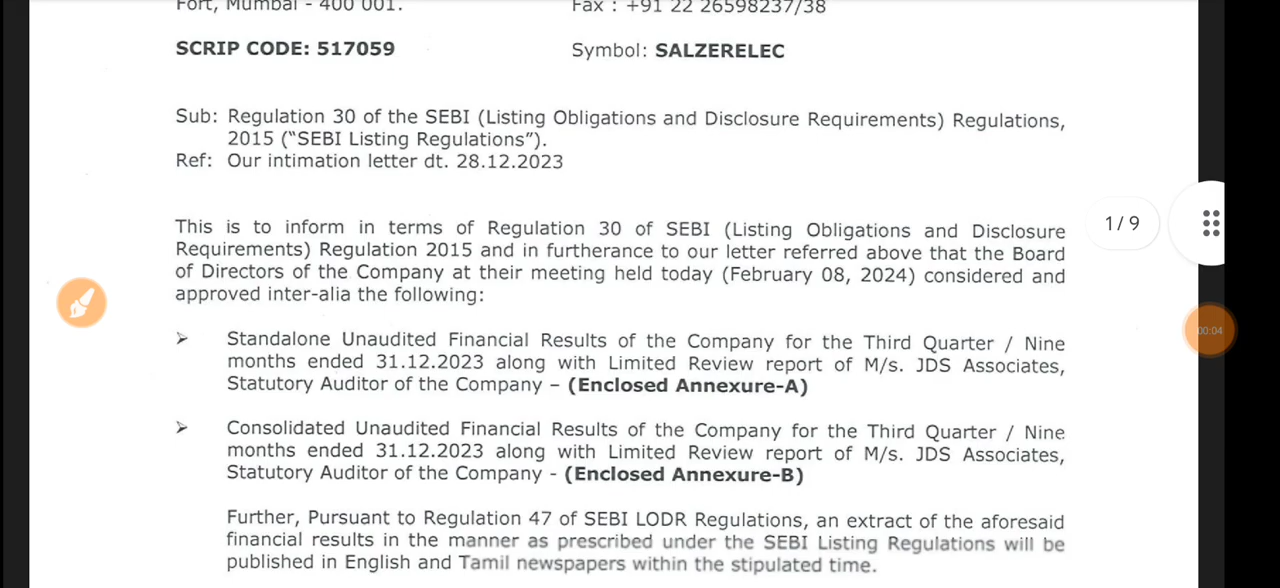 Fort, Mumbai - 400 001.
Fax : +91 22 26598237/38
SCRIP CODE: 517059
Symbol: SALZERELEC
Sub: Regulation 30 of the SEBI (Listing Obligations and Disclosure Requirements) Regulations,
2015 (“SEBI Listing Regulations”).
Ref: Our intimation letter dt. 28.12.2023
This is to inform in terms of Regulation 30 of SEBI (Listing Obligations and Disclosure
Requirements) Regulation 2015 and in furtherance to our letter referred above that the Board
of Directors of the Company at their meeting held today (February 08, 2024) considered and
approved inter-alia the following:
1/9
00:04
➢ Standalone Unaudited Financial Results of the Company for the Third Quarter / Nine
months ended 31.12.2023 along with Limited Review report of M/s. JDS Associates,
Statutory Auditor of the Company – (Enclosed Annexure-A)
➢ Consolidated Unaudited Financial Results of the Company for the Third Quarter / Nine
months ended 31.12.2023 along with Limited Review report of M/s. JDS Associates,
Statutory Auditor of the Company - (Enclosed Annexure-B)
Further, Pursuant to Regulation 47 of SEBI LODR Regulations, an extract of the aforesaid
financial results in the manner as prescribed under the SEBI Listing Regulations will be
published in English and Tamil newspapers within the stipulated time.